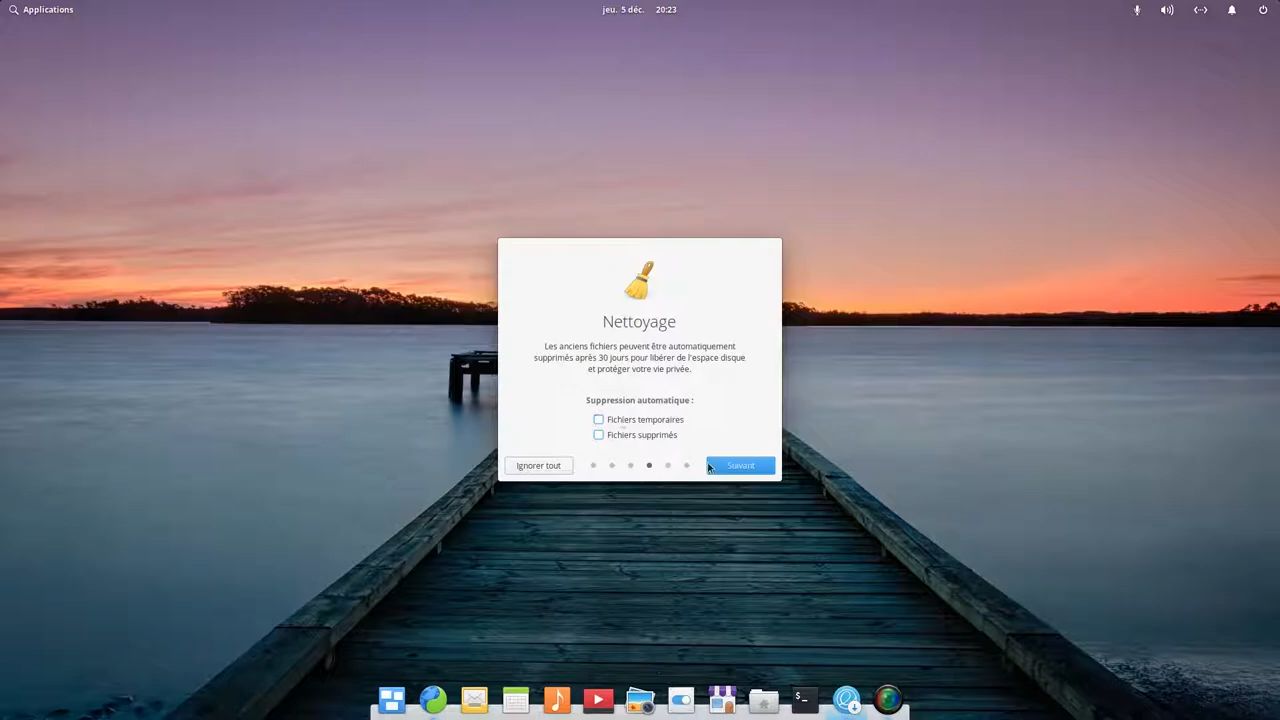 Applications
jeu. 5 déc. 20:23
Nettoyage
Les anciens fichiers peuvent être automatiquement
supprimés après 30 jours pour libérer de l'espace disque
et protéger votre vie privée.
Suppression automatique :
Fichiers temporaires
Fichiers supprimés
Ignorer tout
Suivant